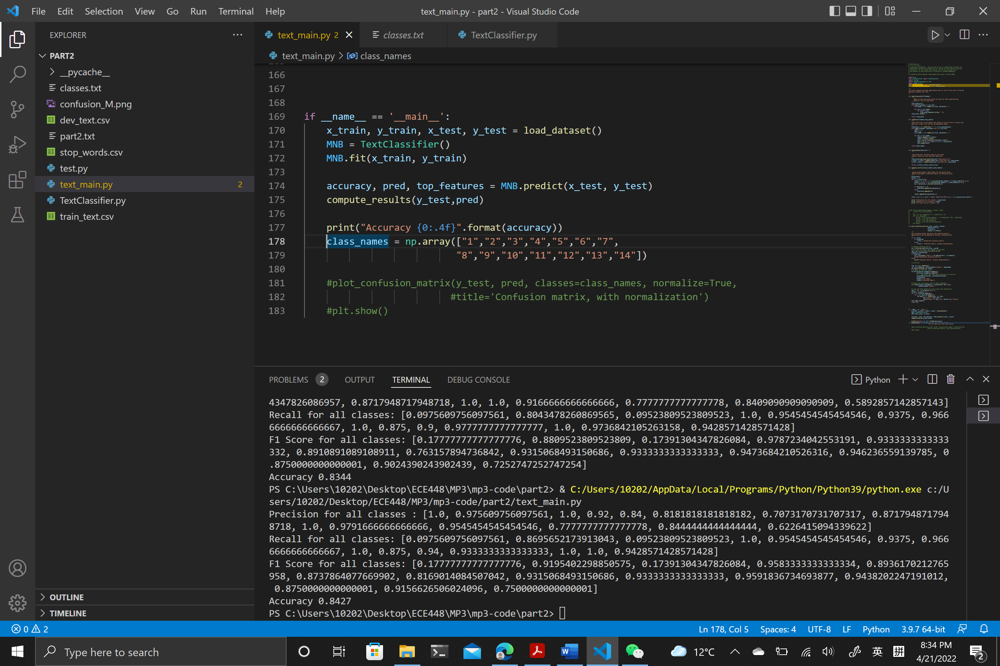 File Edit Selection View Go Run Terminal Help
text_main.py - part2 - Visual Studio Code
EXPLORER
PART2
__pycache__
classes.txt
confusion_M.png
dev_text.csv
part2.txt
stop_words.csv
test.py
text_main.py 2
TextClassifier.py
train_text.csv
OUTLINE
TIMELINE
text_main.py 2
classes.txt
TextClassifier.py
text_main.py > class_names
166
167
168
169 if __name__ == '__main__':
170 x_train, y_train, x_test, y_test = load_dataset()
171 MNB = TextClassifier()
172 MNB.fit(x_train, y_train)
173
174 accuracy, pred, top_features = MNB.predict(x_test, y_test)
175 compute_results(y_test,pred)
176
177 print("Accuracy {0:.4f}".format(accuracy))
178 class_names = np.array(["1","2","3","4","5","6","7",
179 "8","9","10","11","12","13","14"])
180
181 #plot_confusion_matrix(y_test, pred, classes=class_names, normalize=True,
182 #title='Confusion matrix, with normalization')
183 #plt.show()
PROBLEMS 2 OUTPUT TERMINAL DEBUG CONSOLE
Python
4347826086957, 0.8717948717948718, 1.0, 1.0, 0.9166666666666666, 0.7777777777777778, 0.8409090909090909, 0.5892857142857143]
Recall for all classes: [0.0975609756097561, 0.8043478260869565, 0.09523809523809523, 1.0, 0.9545454545454546, 0.9375, 0.966
6666666666667, 1.0, 0.875, 0.9, 0.9777777777777777, 1.0, 0.9736842105263158, 0.9428571428571428]
F1 Score for all classes: [0.17777777777777776, 0.8809523809523809, 0.17391304347826084, 0.9787234042553191, 0.9333333333333
332, 0.8910891089108911, 0.763157894736842, 0.9315068493150686, 0.9333333333333333, 0.9473684210526316, 0.946236559139785, 0
.8750000000000001, 0.9024390243902439, 0.7252747252747254]
Accuracy 0.8344
PS C:\Users\10202\Desktop\ECE448\MP3\mp3-code\part2> & C:/Users/10202/AppData/Local/Programs/Python/Python39/python.exe c:/U
sers/10202/Desktop/ECE448/MP3/mp3-code/part2/text_main.py
Precision for all classes : [1.0, 0.975609756097561, 1.0, 0.92, 0.84, 0.8181818181818182, 0.7073170731707317, 0.871794871794
8718, 1.0, 0.9791666666666666, 0.9545454545454546, 0.7777777777777778, 0.8444444444444444, 0.6226415094339622]
Recall for all classes: [0.0975609756097561, 0.8695652173913043, 0.09523809523809523, 1.0, 0.9545454545454546, 0.9375, 0.966
6666666666667, 1.0, 0.875, 0.94, 0.9333333333333333, 1.0, 1.0, 0.9428571428571428]
F1 Score for all classes: [0.17777777777777776, 0.9195402298850575, 0.17391304347826084, 0.9583333333333334, 0.8936170212765
958, 0.8737864077669902, 0.8169014084507042, 0.9315068493150686, 0.9333333333333333, 0.9591836734693877, 0.9438202247191012,
0.8750000000000001, 0.9156626506024096, 0.7500000000000001]
Accuracy 0.8427
PS C:\Users\10202\Desktop\ECE448\MP3\mp3-code\part2>
0 2
Ln 178, Col 5 Spaces: 4 UTF-8 LF Python 3.9.7 64-bit
Type here to search
12°C
英 拼
8:34 PM
4/21/2022
2